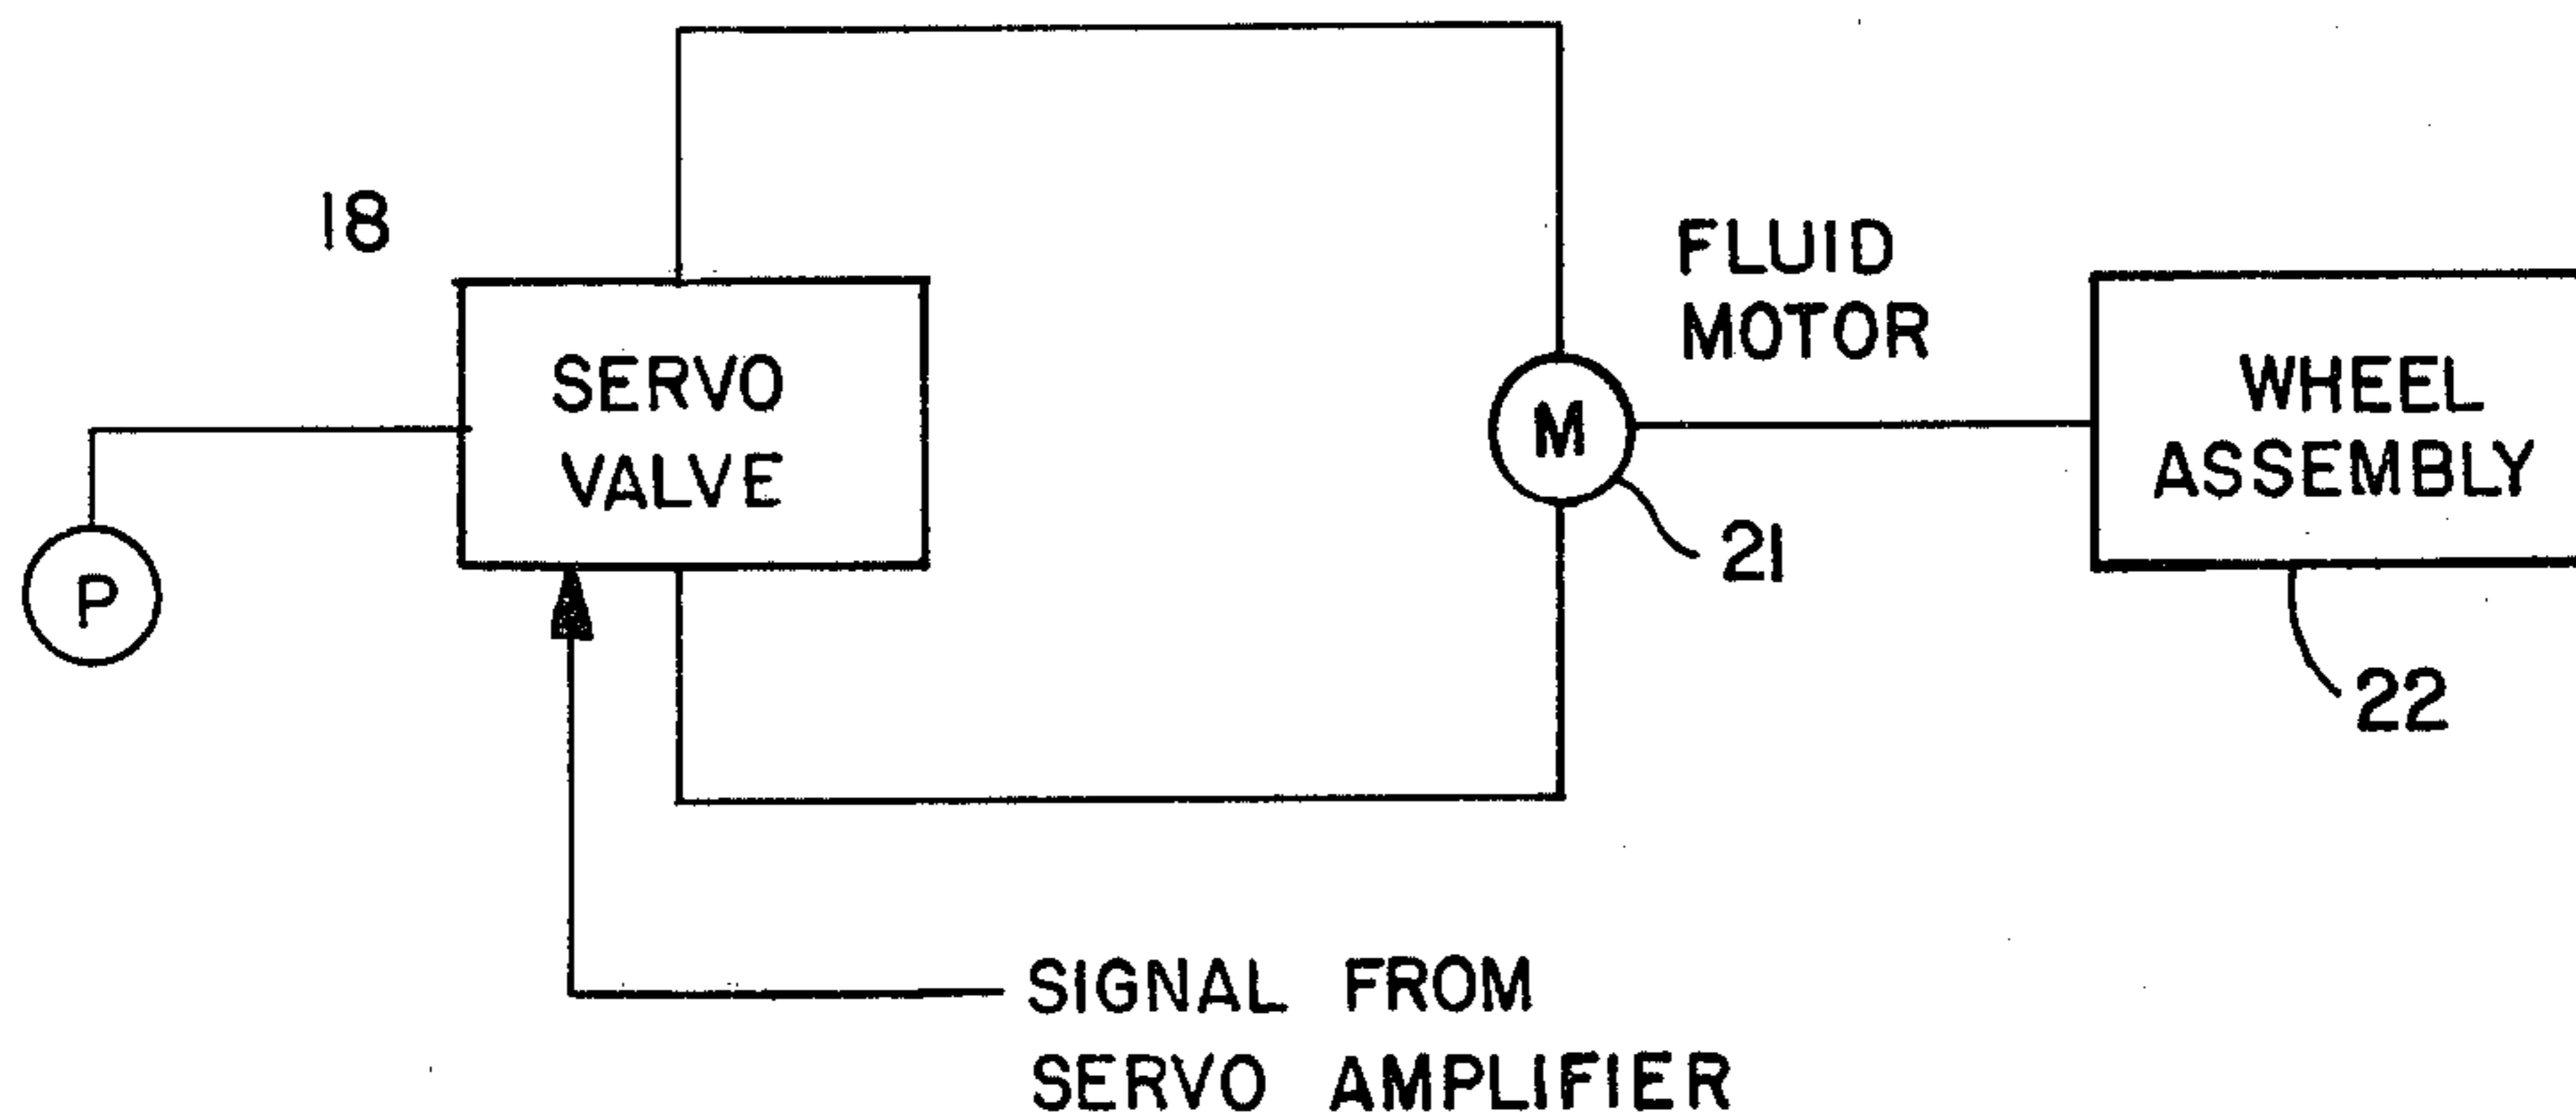 18
SERVO
VALVE
P
FLUID
MOTOR
M
21
WHEEL
ASSEMBLY
22
SIGNAL FROM
SERVO AMPLIFIER